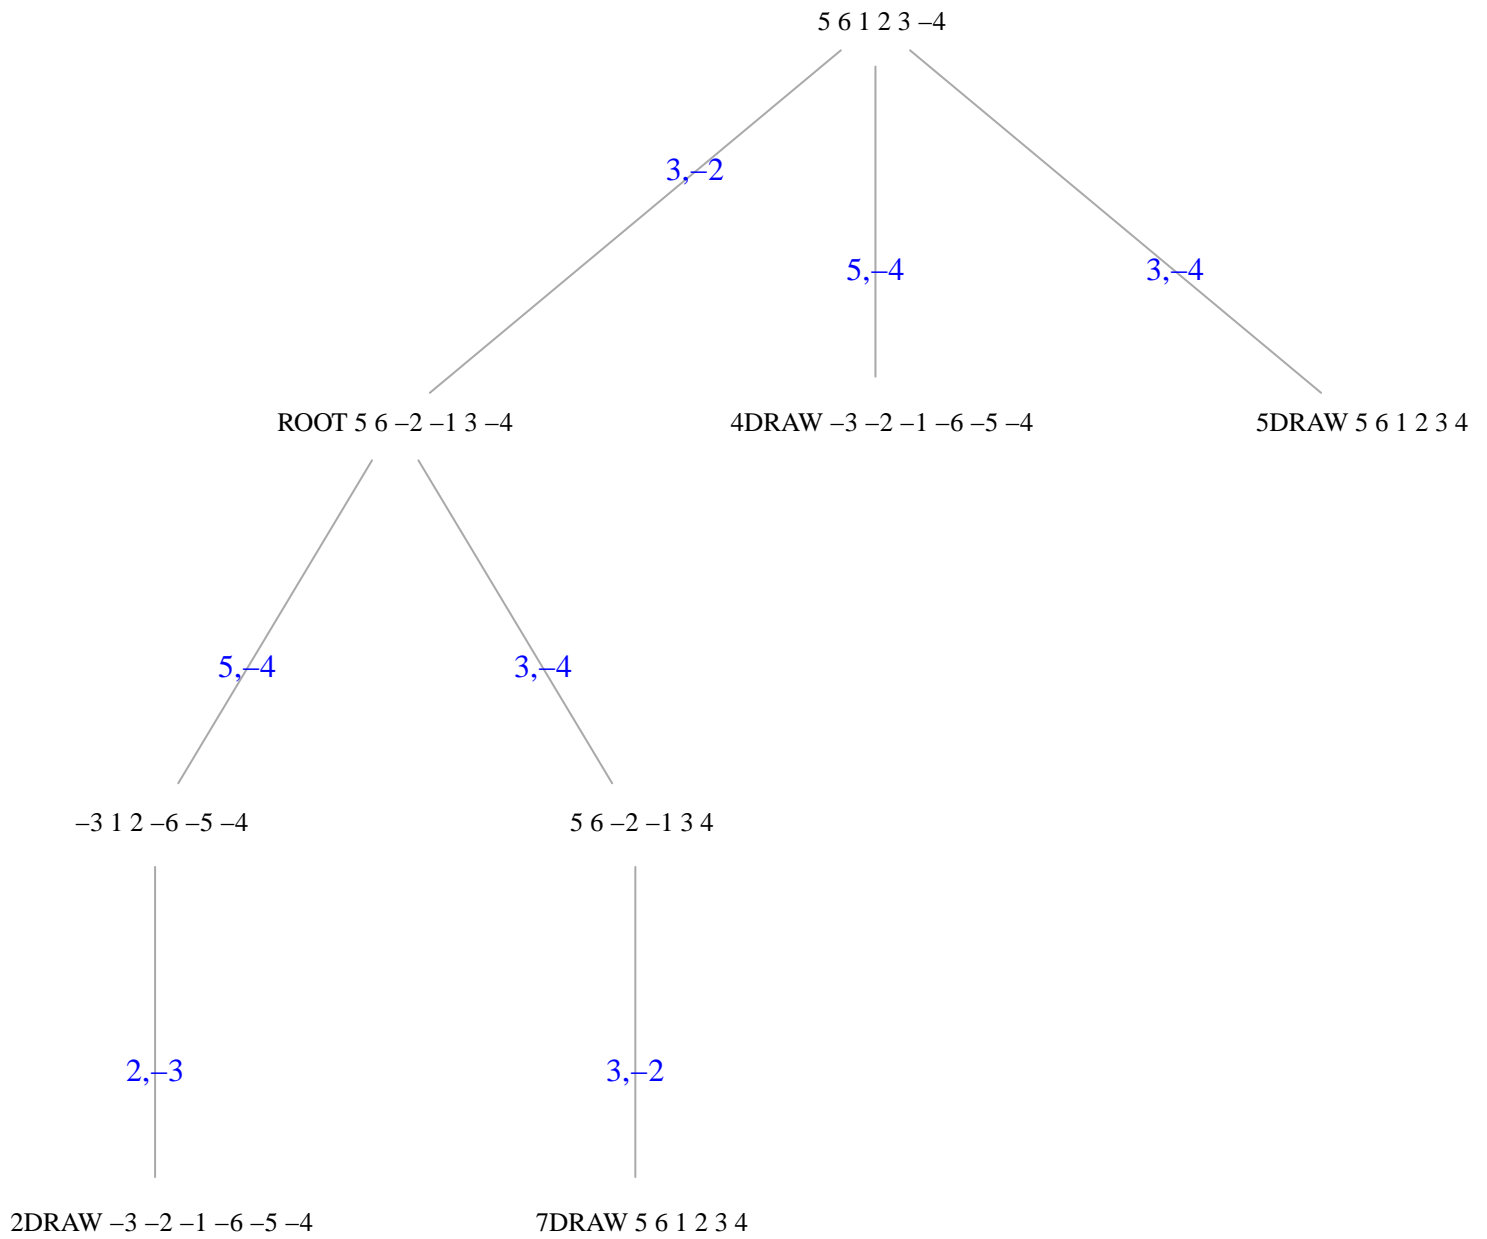 5 6 1 2 3 –4
3,–2
5,–4
3,–4
ROOT 5 6 –2 –1 3 –4
4DRAW –3 –2 –1 –6 –5 –4
5DRAW 5 6 1 2 3 4
5,–4
3,–4
–3 1 2 –6 –5 –4
5 6 –2 –1 3 4
2,–3
3,–2
2DRAW –3 –2 –1 –6 –5 –4
7DRAW 5 6 1 2 3 4